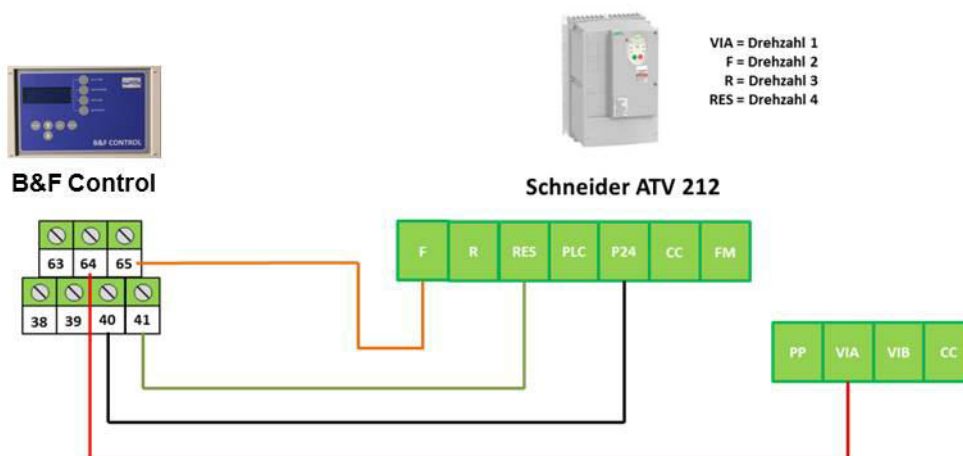 VIA = Drehzahl 1
F = Drehzahl 2
R = Drehzahl 3
RES = Drehzahl 4
B&F CONTROL
B&F Control
Schneider ATV 212
63 64 65
38 39 40 41
F R RES PLC P24 CC FM
PP VIA VIB CC